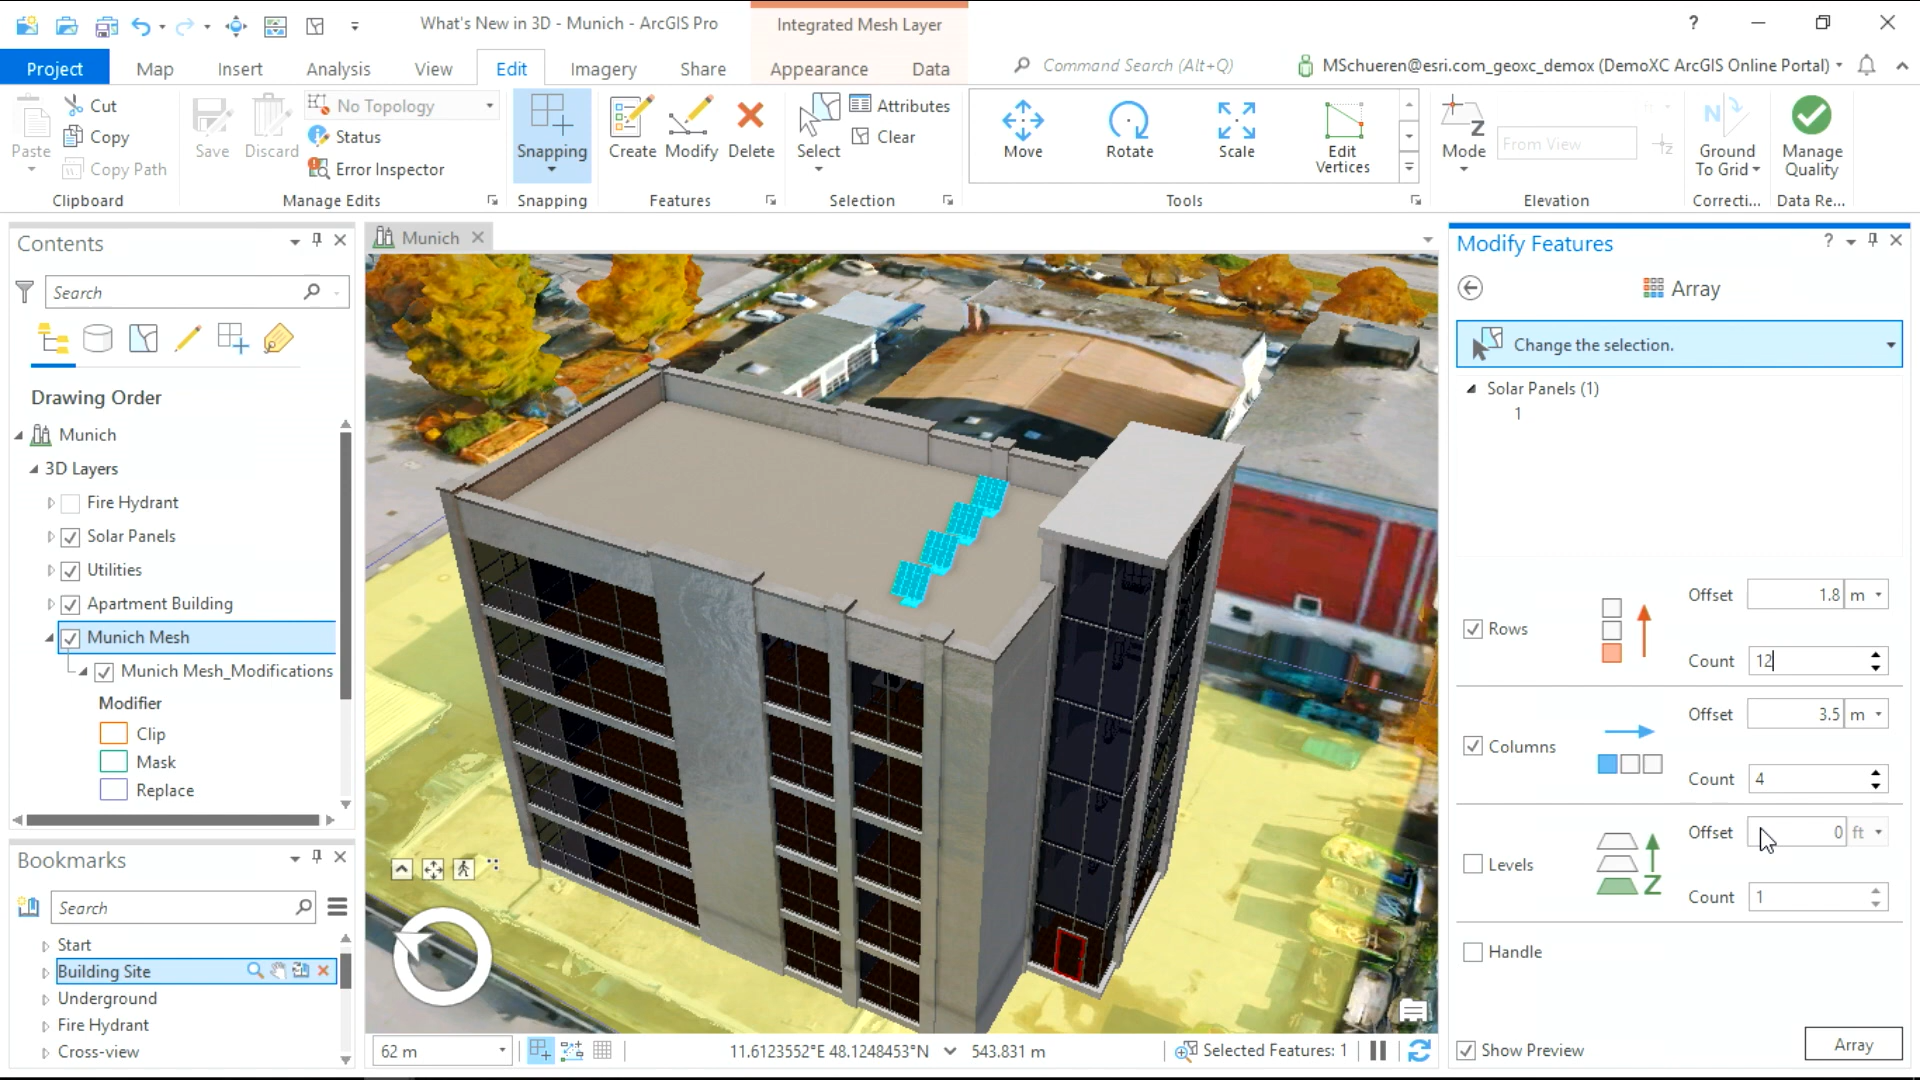 What's New in 3D - Munich - ArcGIS Pro
Integrated Mesh Layer
?
Project
Map
Insert
Analysis
View
Edit
Imagery
Share
Appearance
Data
Command Search (Alt+Q)
MSchueren@esri.com_geoxc_demox (DemoXC ArcGIS Online Portal)
Paste
Cut
Copy
Copy Path
Clipboard
Save
Discard
No Topology
Status
Error Inspector
Manage Edits
Snapping
Snapping
Create
Modify
Delete
Features
Select
Attributes
Clear
Selection
Move
Rotate
Scale
Edit
Vertices
Tools
Z
Mode
From View
Elevation
Ground
To Grid
Correcti...
Manage
Quality
Data Re...
Contents
Search
Drawing Order
Munich
3D Layers
Fire Hydrant
Solar Panels
Utilities
Apartment Building
Munich Mesh
Munich Mesh_Modifications
Modifier
Clip
Mask
Replace
Bookmarks
Search
Start
Building Site
Underground
Fire Hydrant
Cross-view
Munich
62 m
11.6123552°E 48.1248453°N
543.831 m
Selected Features: 1
Modify Features
?
Array
Change the selection.
Solar Panels (1)
1
Rows
Offset 1.8 m
Count 12
Columns
Offset 3.5 m
Count 4
Levels
Z
Offset 0 ft
Count 1
Handle
Show Preview
Array